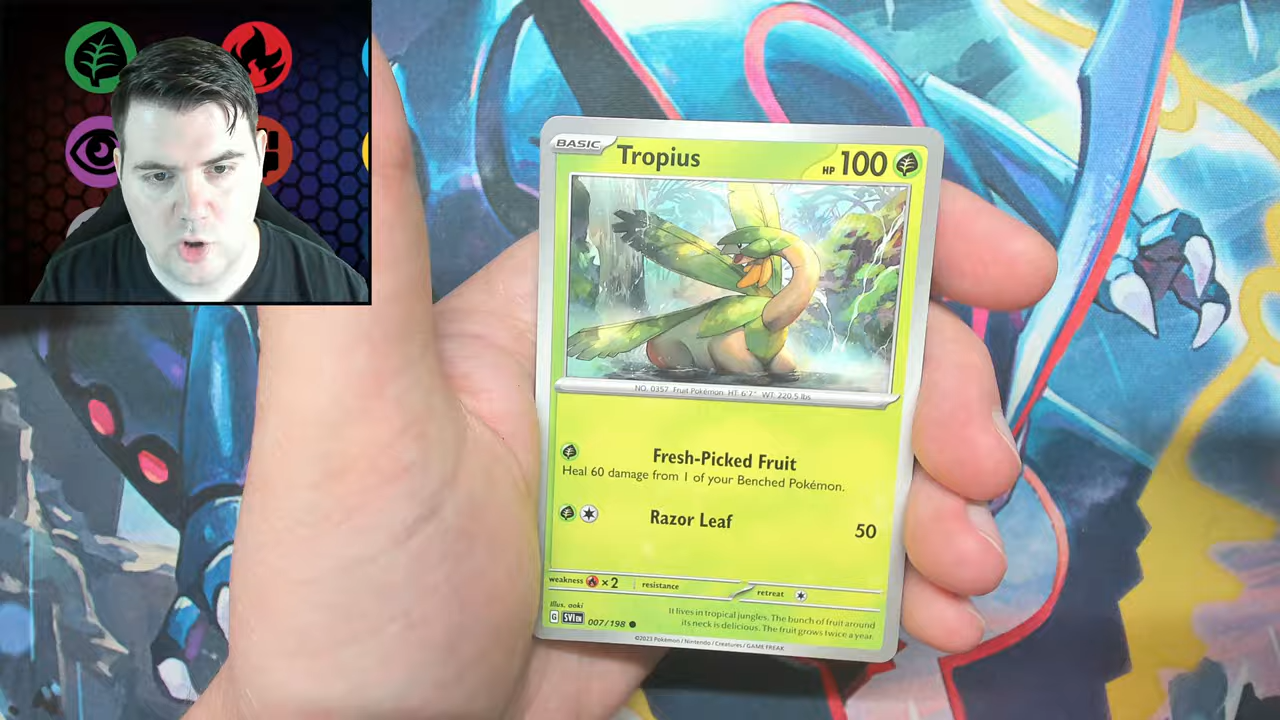 BASIC
Tropius
HP 100
NO. 0357 Fruit Pokémon HT: 6'7" WT: 220.5 lbs
Fresh-Picked Fruit
Heal 60 damage from 1 of your Benched Pokémon.
Razor Leaf 50
weakness ×2 resistance retreat
Illus. aoki
G SVI EN 007/198
It lives in tropical jungles. The bunch of fruit around
its neck is delicious. The fruit grows twice a year.
©2023 Pokémon / Nintendo / Creatures / GAME FREAK